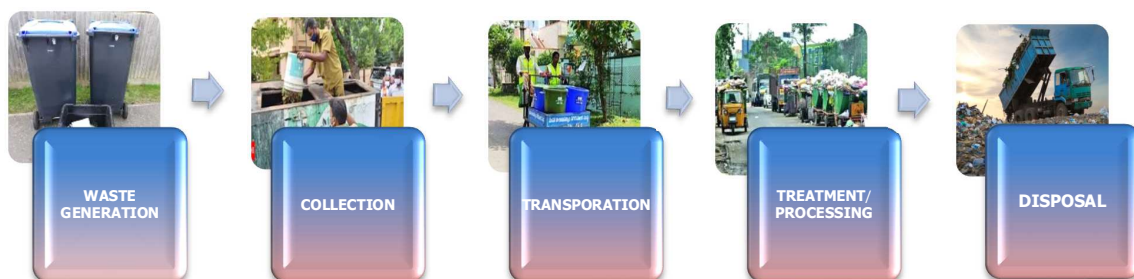 WASTE
GENERATION
COLLECTION
TRANSPORATION
TREATMENT/
PROCESSING
DISPOSAL